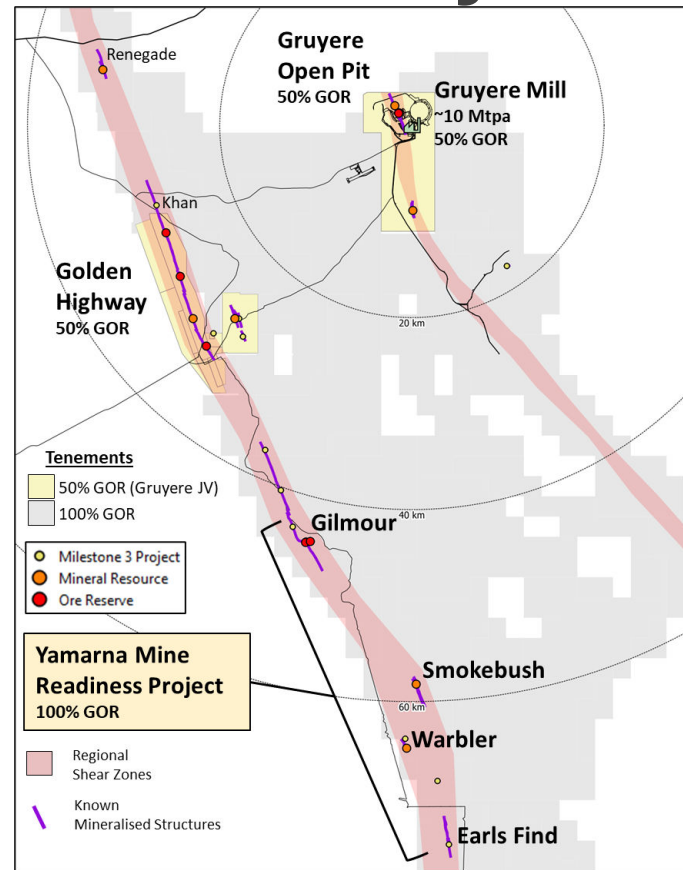 Renegade
Gruyere
Open Pit
50% GOR
Gruyere Mill
~10 Mtpa
50% GOR
Khan
Golden
Highway
50% GOR
20 km
Tenements
50% GOR (Gruyere JV)
100% GOR
40 km
Gilmour
Milestone 3 Project
Mineral Resource
Ore Reserve
Yamarna Mine
Readiness Project
100% GOR
Smokebush
60 km
Warbler
Regional
Shear Zones
Known
Mineralised Structures
Earls Find